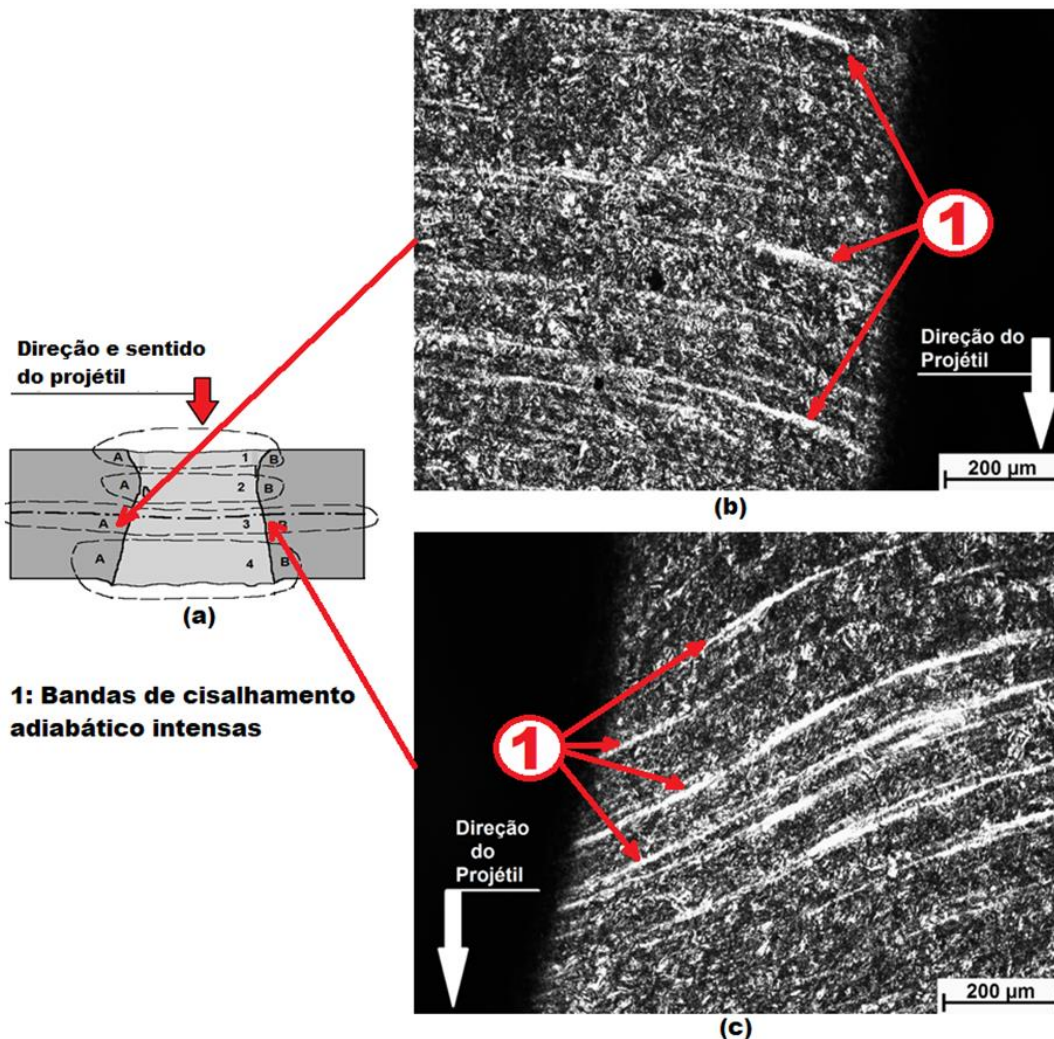 Direção e sentido
do projétil
A
1
B
A
2
B
A
3
B
A
4
B
(a)
1: Bandas de cisalhamento
adiabático intensas
1
Direção do
Projétil
200 µm
(b)
1
Direção
do
Projétil
200 µm
(c)